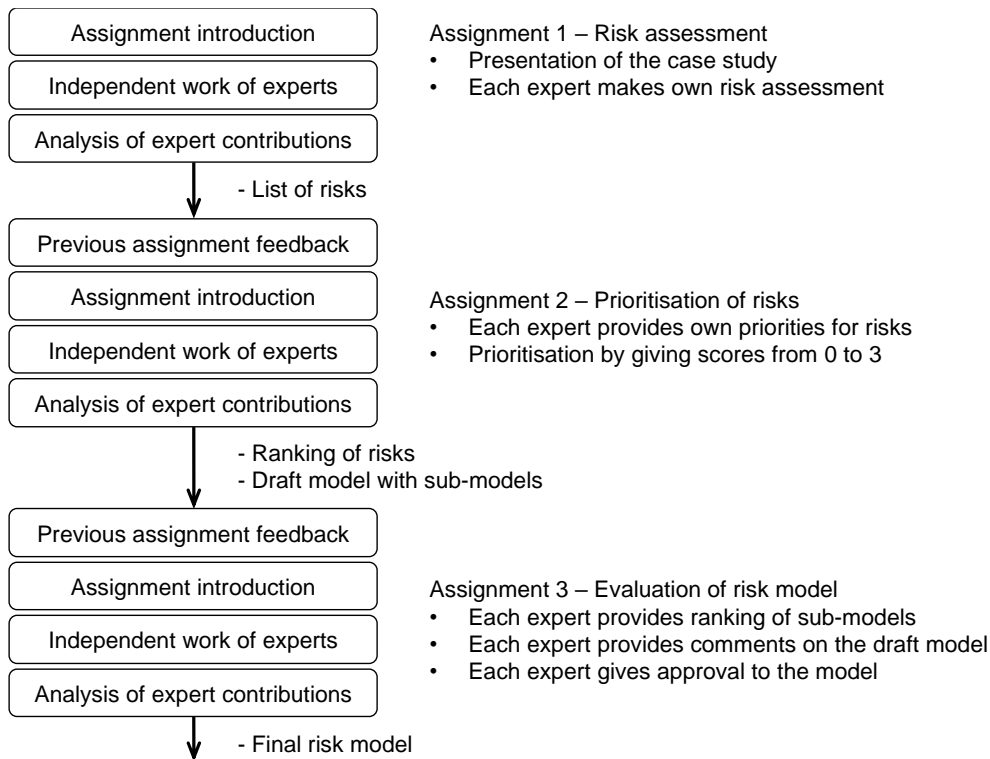 Assignment introduction
Independent work of experts
Analysis of expert contributions
Assignment 1 – Risk assessment
• Presentation of the case study
• Each expert makes own risk assessment
- List of risks
Previous assignment feedback
Assignment introduction
Independent work of experts
Analysis of expert contributions
Assignment 2 – Prioritisation of risks
• Each expert provides own priorities for risks
• Prioritisation by giving scores from 0 to 3
- Ranking of risks
- Draft model with sub-models
Previous assignment feedback
Assignment introduction
Independent work of experts
Analysis of expert contributions
Assignment 3 – Evaluation of risk model
• Each expert provides ranking of sub-models
• Each expert provides comments on the draft model
• Each expert gives approval to the model
- Final risk model